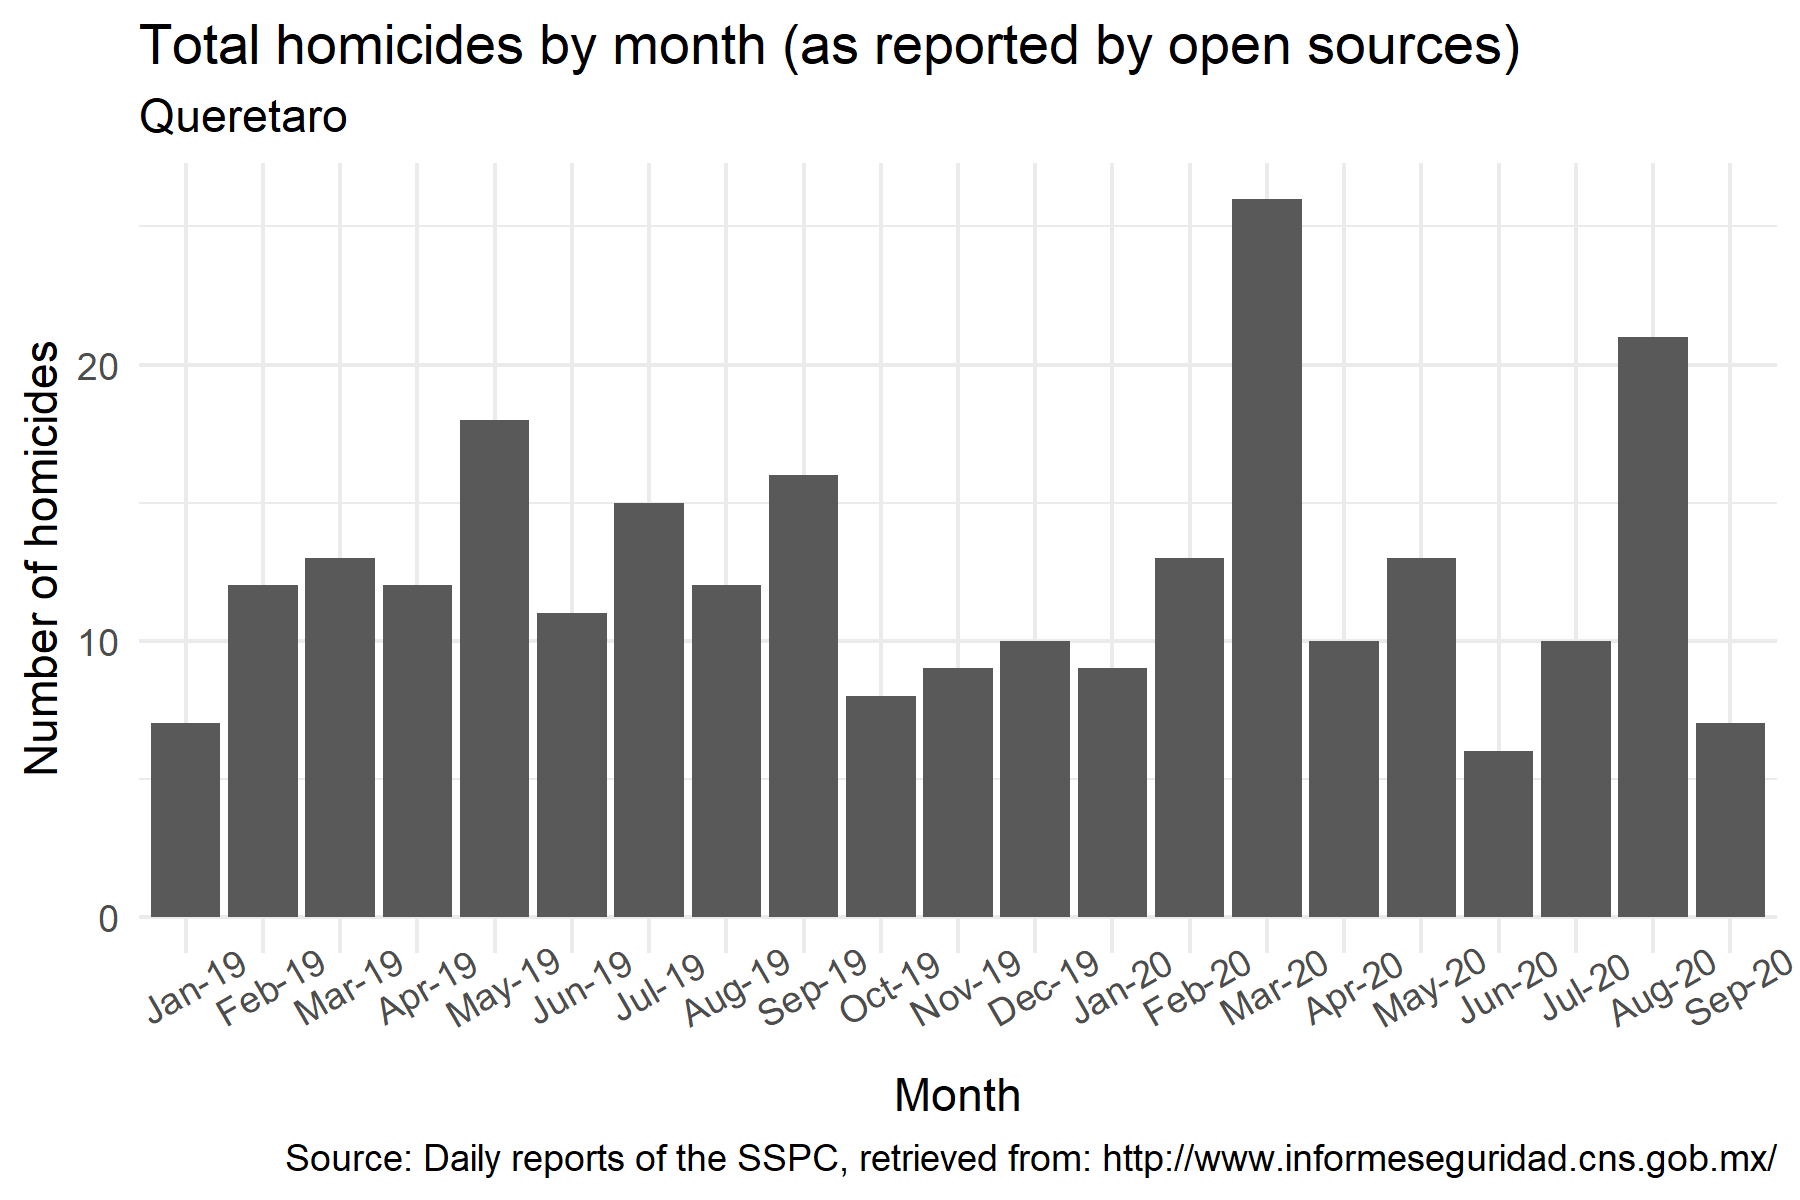 Total homicides by month (as reported by open sources)
Queretaro
Number of homicides
20
10
0
Jan-19
Feb-19
Mar-19
Apr-19
May-19
Jun-19
Jul-19
Aug-19
Sep-19
Oct-19
Nov-19
Dec-19
Jan-20
Feb-20
Mar-20
Apr-20
May-20
Jun-20
Jul-20
Aug-20
Sep-20
Month
Source: Daily reports of the SSPC, retrieved from: http://www.informeseguridad.cns.gob.mx/